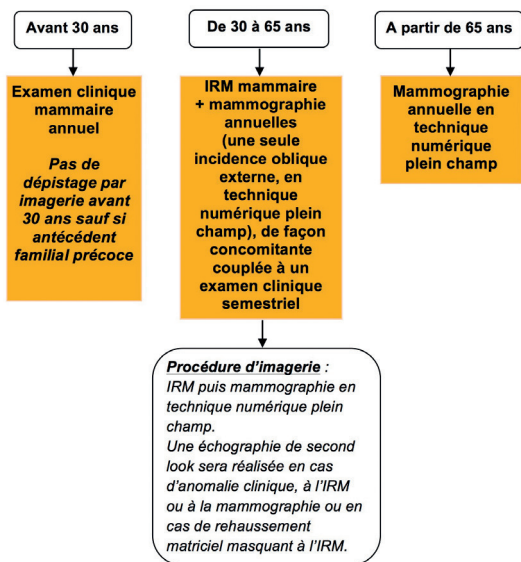 Avant 30 ans
Examen clinique
mammaire
annuel
Pas de
dépistage par
imagerie avant
30 ans sauf si
antécédent
familial précoce
De 30 à 65 ans
IRM mammaire
+ mammographie
annuelles
(une seule
incidence oblique
externe, en
technique
numérique plein
champ), de façon
concomitante
couplée à un
examen clinique
semestriel
Procédure d'imagerie :
IRM puis mammographie en
technique numérique plein
champ.
Une échographie de second
look sera réalisée en cas
d'anomalie clinique, à l'IRM
ou à la mammographie ou en
cas de rehaussement
matriciel masquant à l'IRM.
A partir de 65 ans
Mammographie
annuelle en
technique
numérique
plein champ